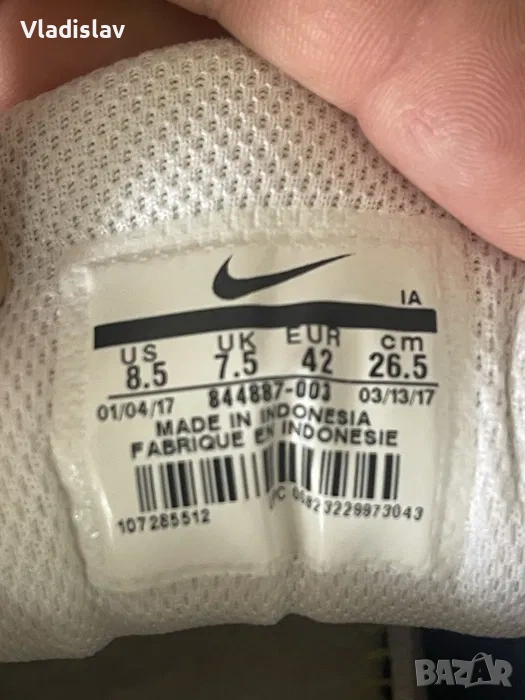 Vladislav
IA
US UK EUR cm
8.5 7.5 42 26.5
01/04/17 844887-003 03/13/17
MADE IN INDONESIA
FABRIQUE EN INDONESIE
107285512
BAZAR